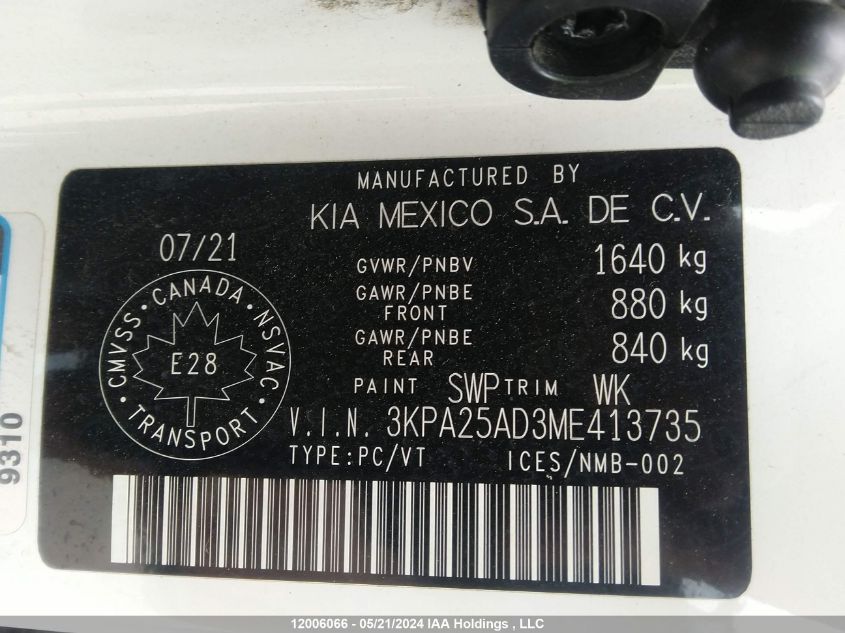 MANUFACTURED BY
KIA MEXICO S.A. DE C.V.
07/21
GVWR/PNBV 1640 kg
GAWR/PNBE FRONT 880 kg
GAWR/PNBE REAR 840 kg
PAINT SWP TRIM WK
V.I.N. 3KPA25AD3ME413735
TYPE:PC/VT ICES/NMB-002
CMVSS · CANADA · NSVAC · TRANSPORT ·
E28
9310
12006066 - 05/21/2024 IAA Holdings , LLC